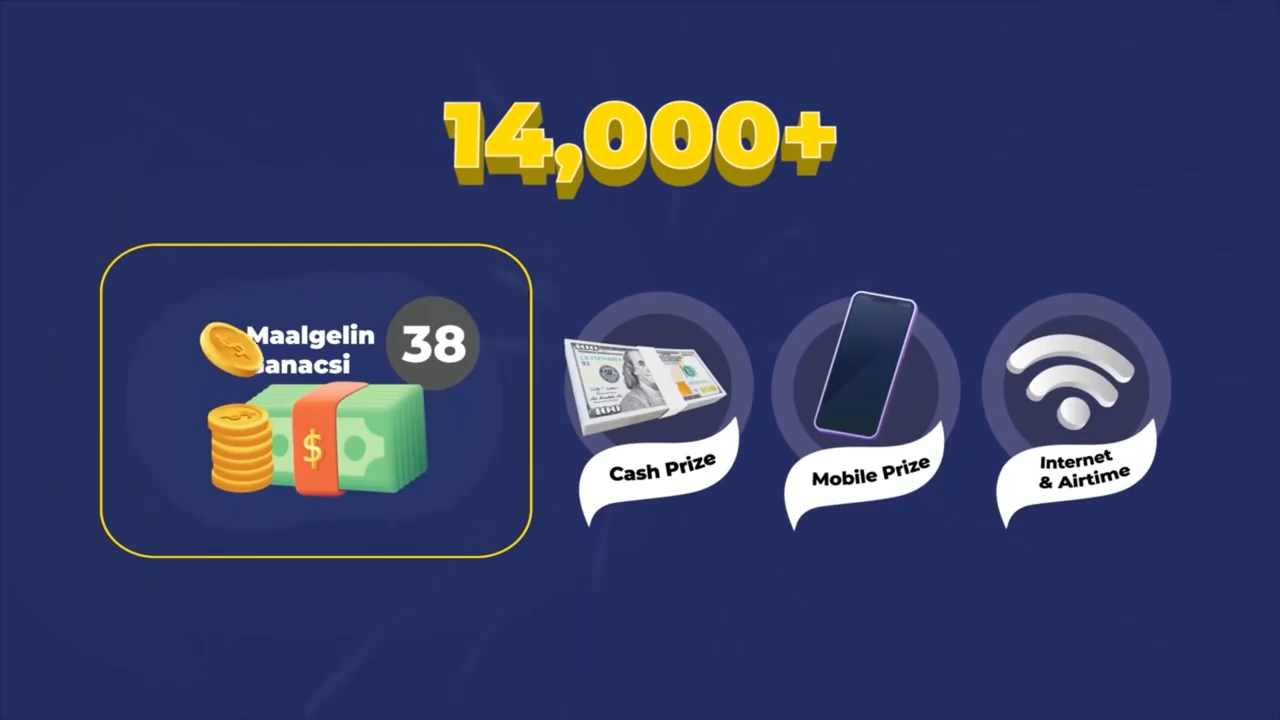 14,000+
Maalgelin
38
Cash Prize
Mobile Prize
Internet
& Airtime